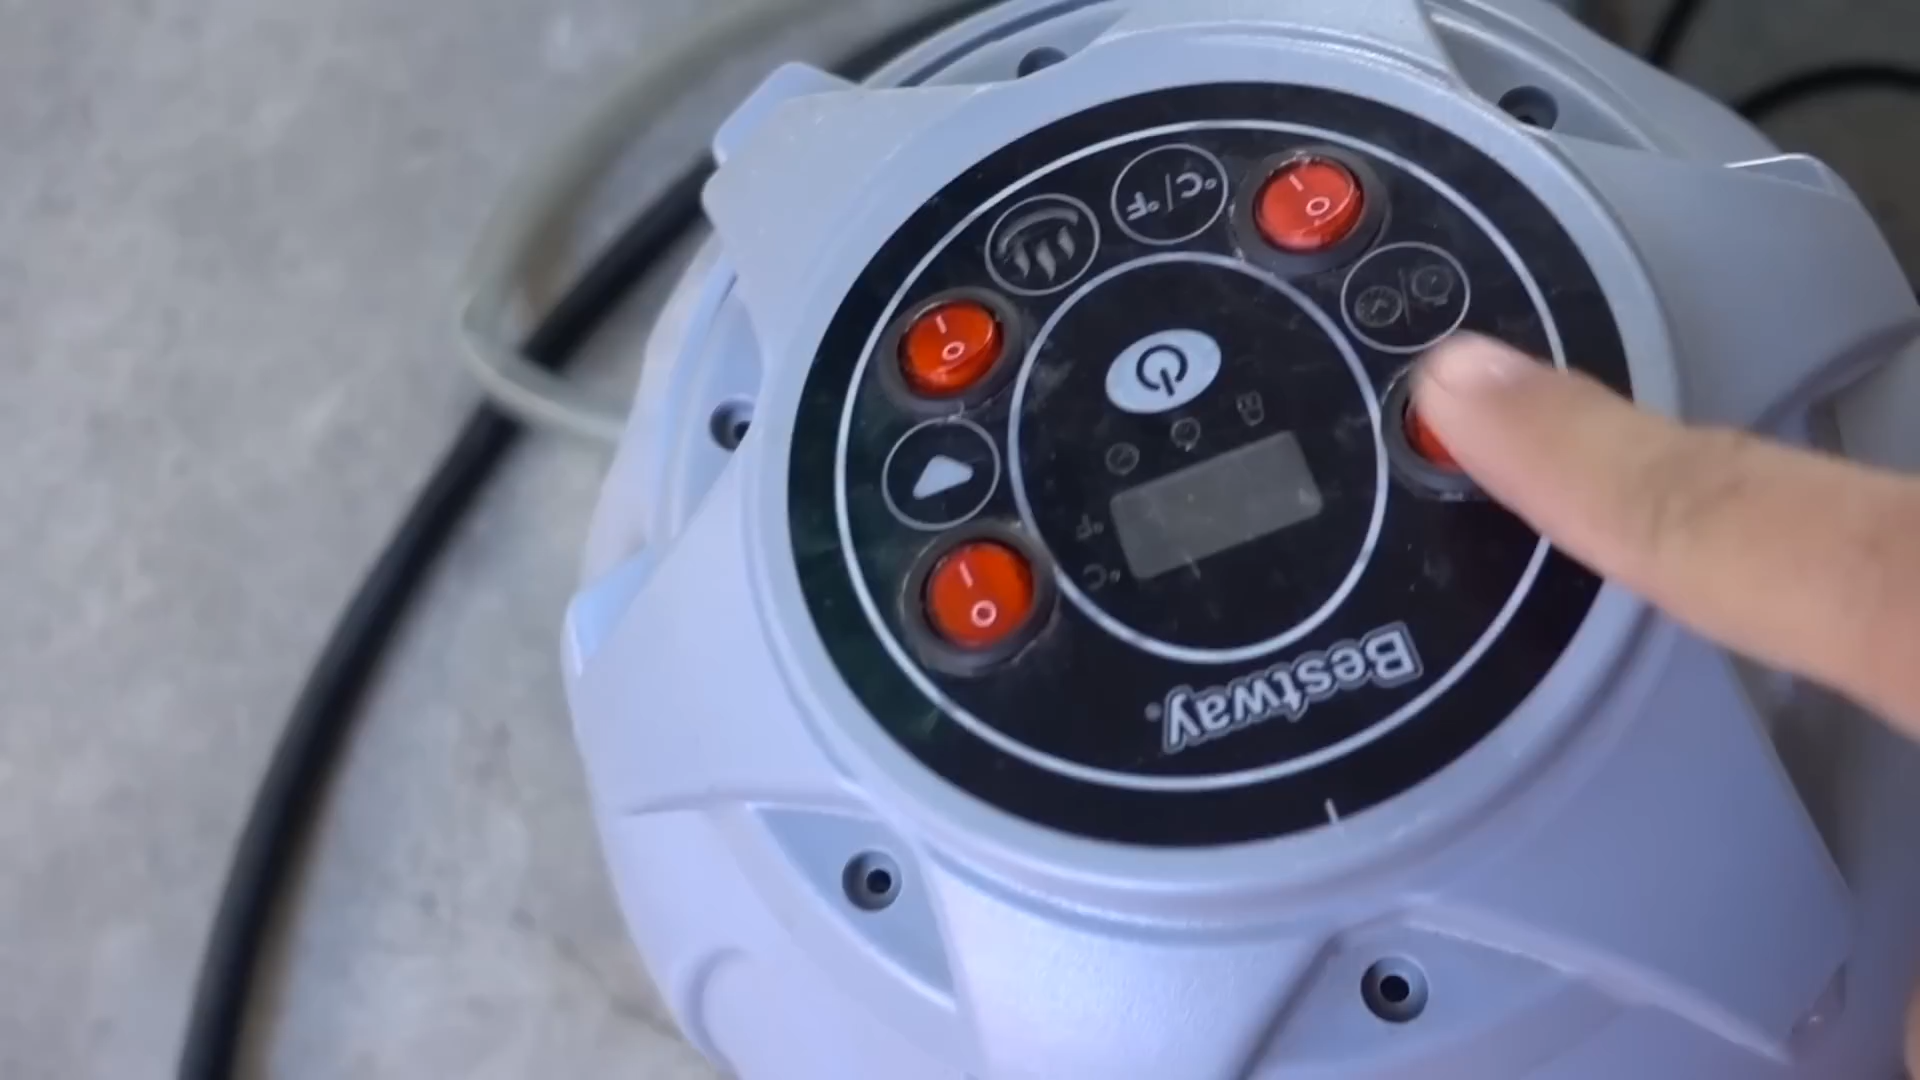 Bestway®
°C
°F
°C/°F
I O
I O
I O